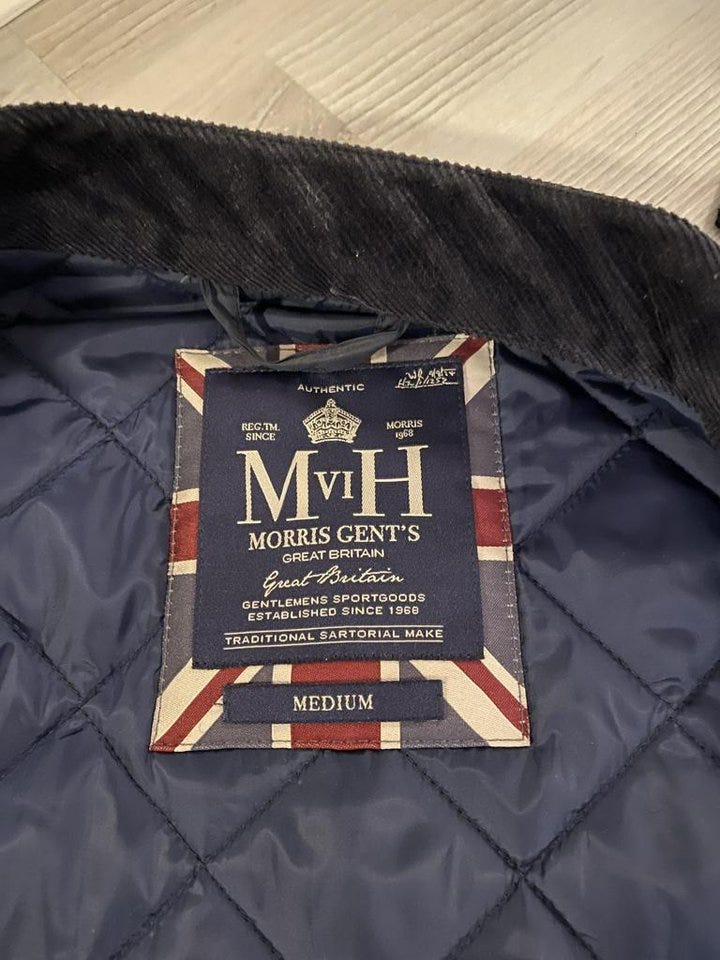 AUTHENTIC
REG.TM.
SINCE
MORRIS
1968
MVIH
MORRIS GENT'S
GREAT BRITAIN
Great Britain
GENTLEMENS SPORTGOODS
ESTABLISHED SINCE 1968
TRADITIONAL SARTORIAL MAKE
MEDIUM